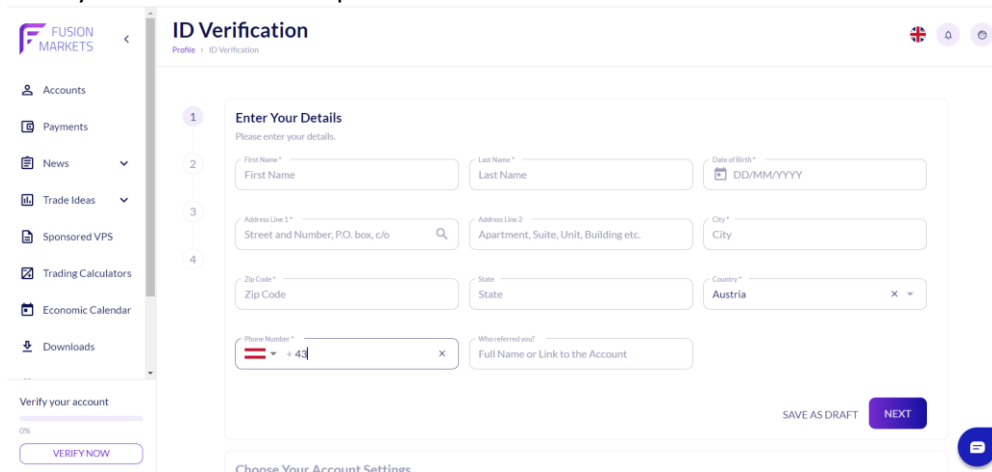 FUSION
MARKETS
ID Verification
Profile
ID Verification
Accounts
Payments
News
Trade Ideas
Sponsored VPS
Trading Calculators
Economic Calendar
Downloads
Verify your account
0%
VERIFY NOW
1
2
3
4
Enter Your Details
Please enter your details.
First Name *
First Name
Last Name *
Last Name
Date of Birth *
DD/MM/YYYY
Address Line 1 *
Street and Number, P.O. box, c/o
Address Line 2
Apartment, Suite, Unit, Building etc.
City *
City
Zip Code *
Zip Code
State
State
Country *
Austria
Phone Number *
+ 43
Who referred you?
Full Name or Link to the Account
SAVE AS DRAFT
NEXT
Choose Your Account Settings